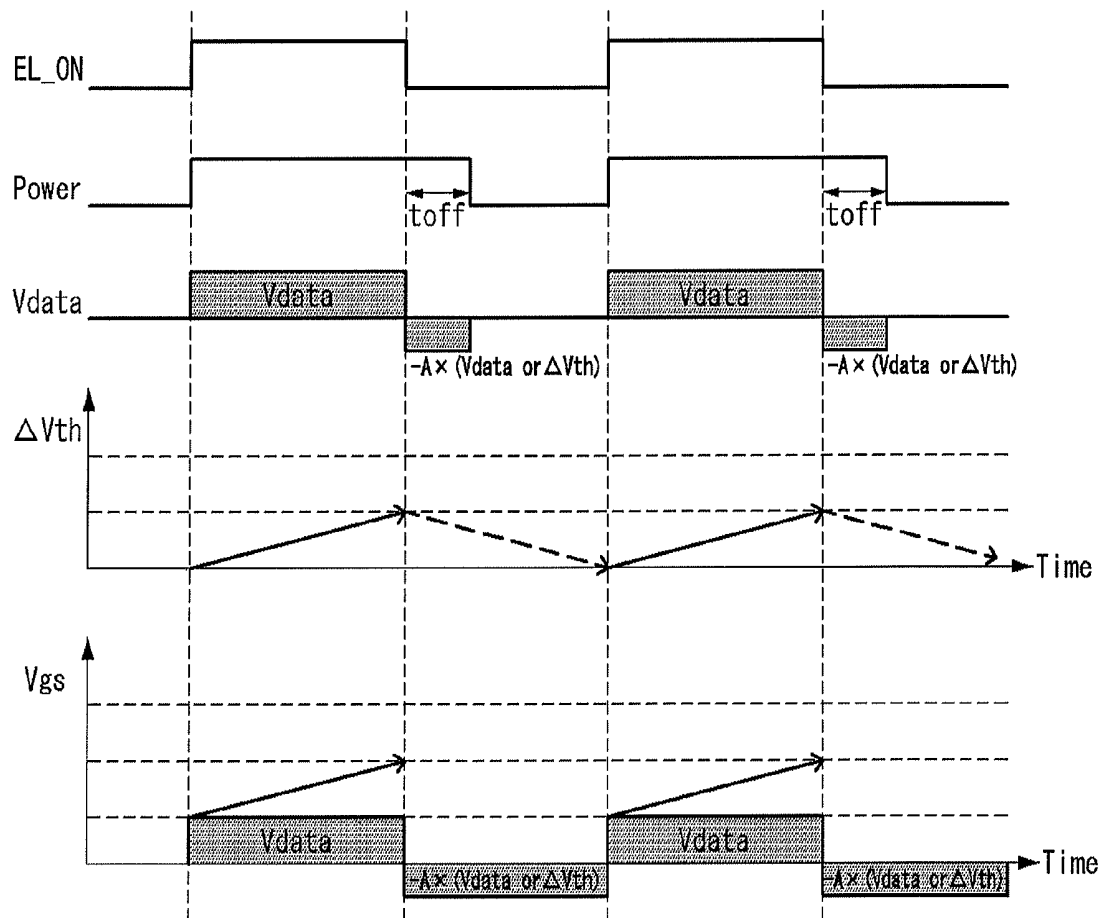 EL_ON
Power
toff
toff
Vdata
Vdata
Vdata
-A×(Vdata or ΔVth)
-A×(Vdata or ΔVth)
ΔVth
Time
Vgs
Vdata
Vdata
Time
-A×(Vdata or ΔVth)
-A×(Vdata or ΔVth)